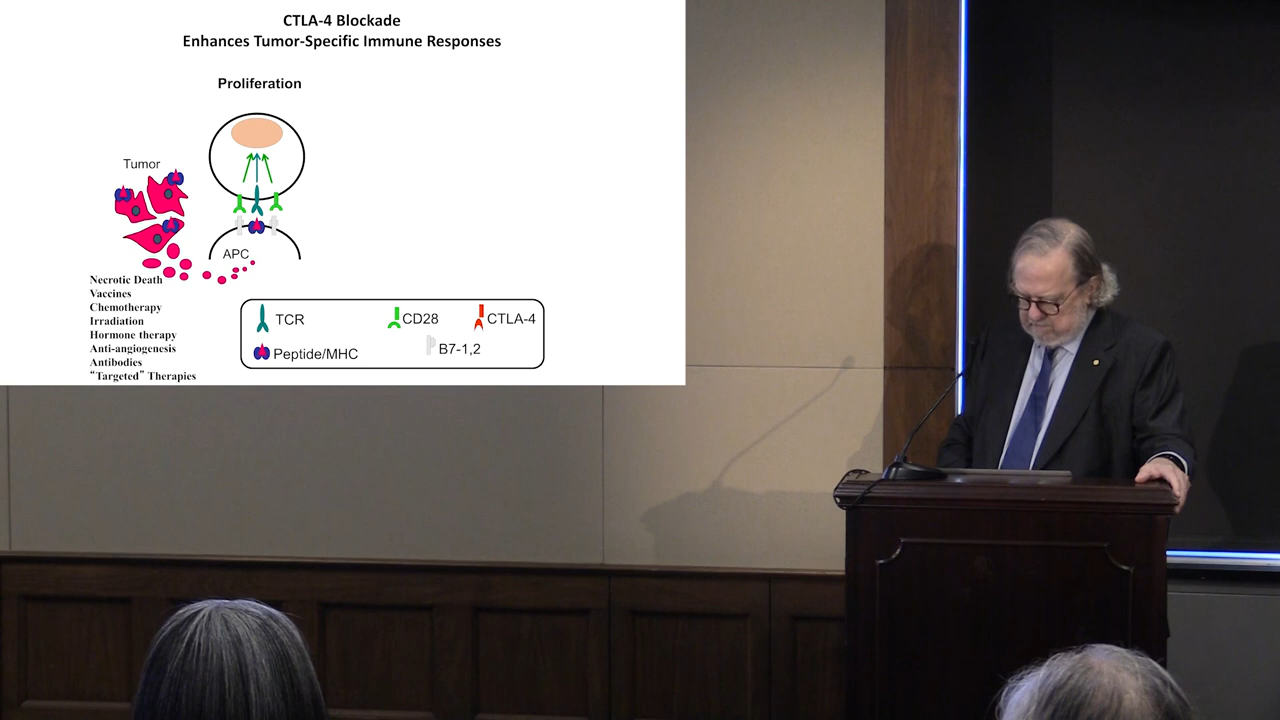 CTLA-4 Blockade
Enhances Tumor-Specific Immune Responses
Proliferation
Tumor
APC
Necrotic Death
Vaccines
Chemotherapy
Irradiation
Hormone therapy
Anti-angiogenesis
Antibodies
“Targeted” Therapies
TCR
CD28
CTLA-4
Peptide/MHC
B7-1,2